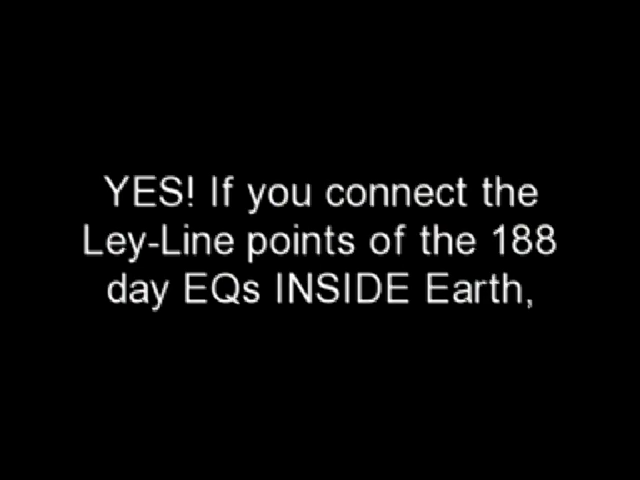 YES! If you connect the
Ley-Line points of the 188
day EQs INSIDE Earth,